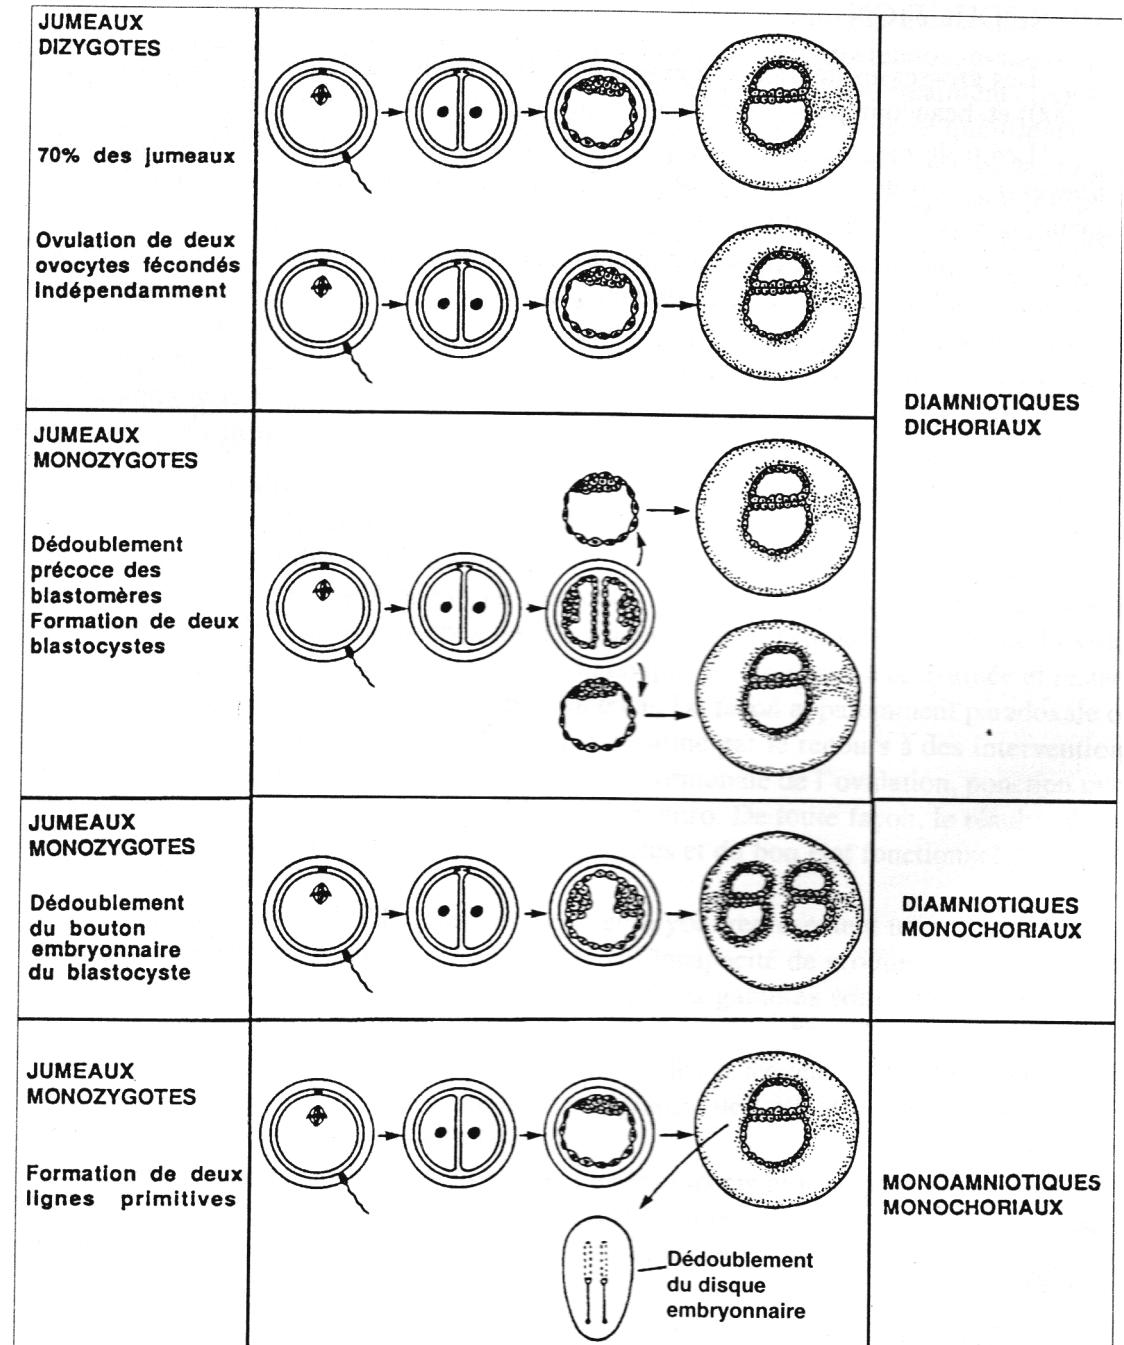 JUMEAUX
DIZYGOTES
70% des jumeaux
Ovulation de deux
ovocytes fécondés
indépendamment
DIAMNIOTIQUES
DICHORIAUX
JUMEAUX
MONOZYGOTES
Dédoublement
précoce des
blastomères
Formation de deux
blastocystes
JUMEAUX
MONOZYGOTES
Dédoublement
du bouton
embryonnaire
du blastocyste
DIAMNIOTIQUES
MONOCHORIAUX
JUMEAUX
MONOZYGOTES
Formation de deux
lignes primitives
MONOAMNIOTIQUES
MONOCHORIAUX
Dédoublement
du disque
embryonnaire